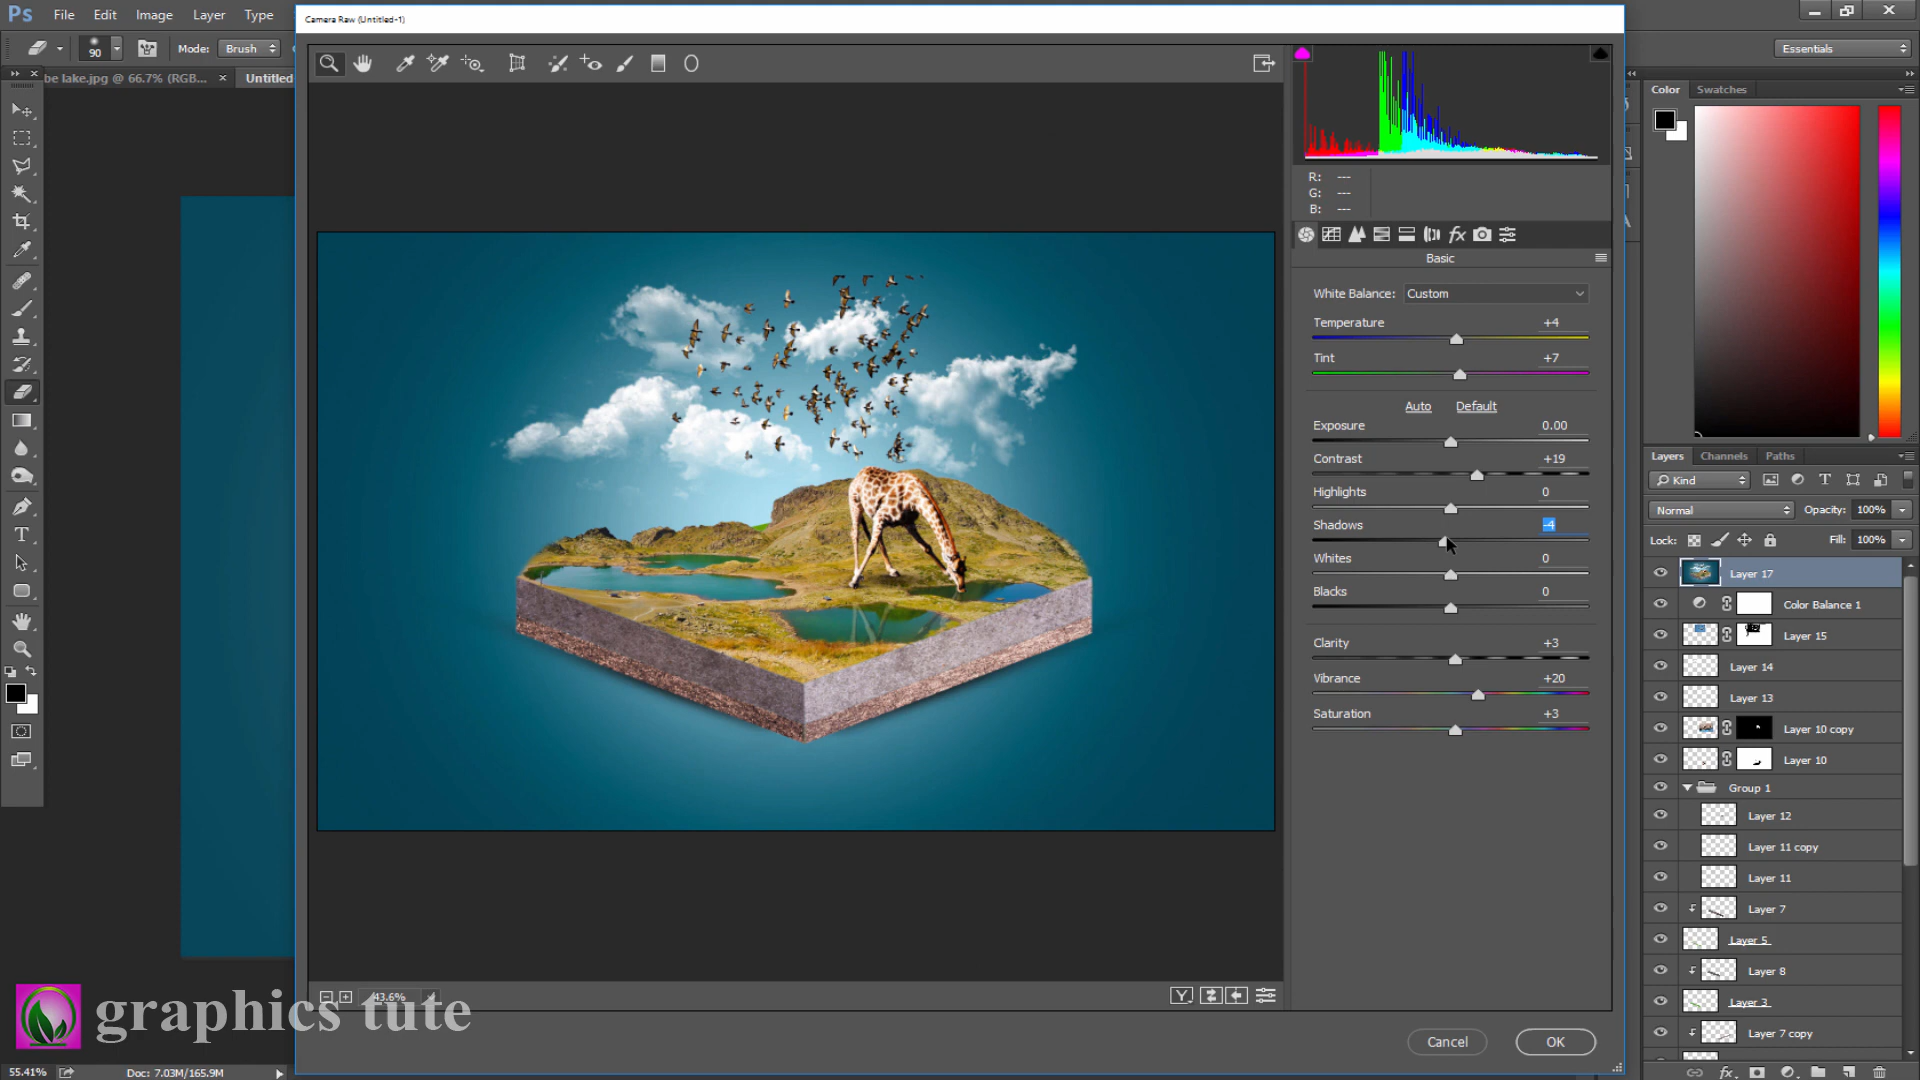 Ps File Edit Image Layer Type
Camera Raw (Untitled-1)
90 Mode: Brush
Essentials
be lake.jpg @ 66.7% (RGB... × Untitled
Color Swatches
R: ---
G: ---
B: ---
Basic
White Balance: Custom
Temperature +4
Tint +7
Auto Default
Exposure 0.00
Contrast +19
Highlights 0
Shadows -4
Whites 0
Blacks 0
Clarity +3
Vibrance +20
Saturation +3
Layers Channels Paths
Kind
Normal Opacity: 100%
Lock: Fill: 100%
Layer 17
Color Balance 1
Layer 15
Layer 14
Layer 13
Layer 10 copy
Layer 10
Group 1
Layer 12
Layer 11 copy
Layer 11
Layer 7
Layer 5
Layer 8
Layer 3
Layer 7 copy
43.6%
graphics tute
Cancel OK
55.41% Doc: 7.03M/165.9M